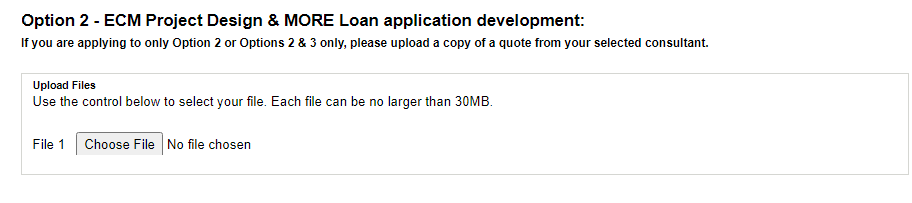 Option 2 - ECM Project Design & MORE Loan application development:
If you are applying to only Option 2 or Options 2 & 3 only, please upload a copy of a quote from your selected consultant.
Upload Files
Use the control below to select your file. Each file can be no larger than 30MB.
File 1 Choose File No file chosen